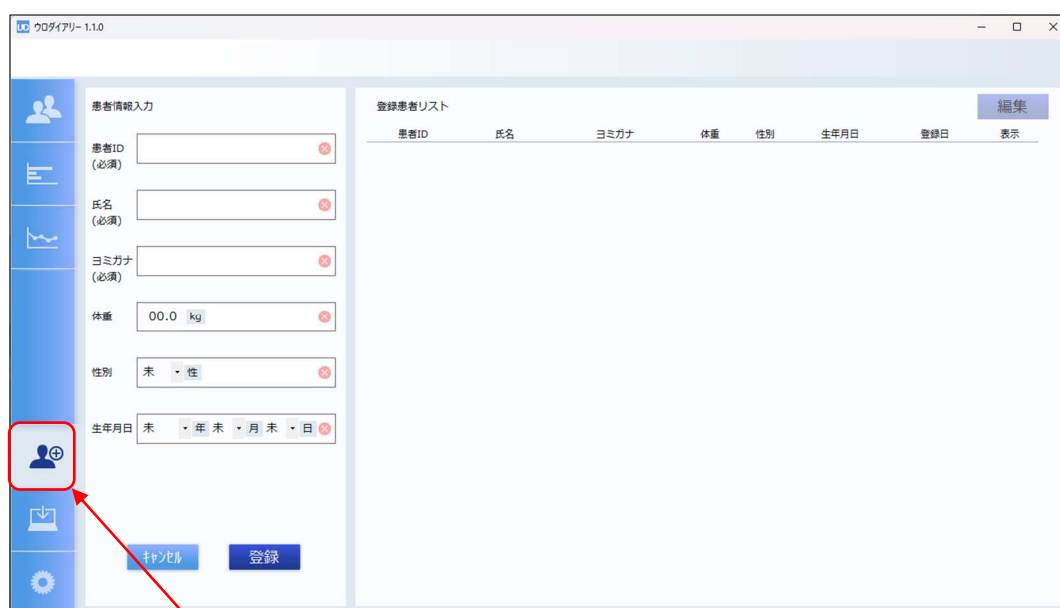 UD ウロダイアリー 1.1.0
患者情報入力
患者ID
(必須)
氏名
(必須)
ヨミガナ
(必須)
体重 00.0 kg
性別 未 性
生年月日 未 年 未 月 未 日
キャンセル 登録
登録患者リスト 編集
患者ID 氏名 ヨミガナ 体重 性別 生年月日 登録日 表示